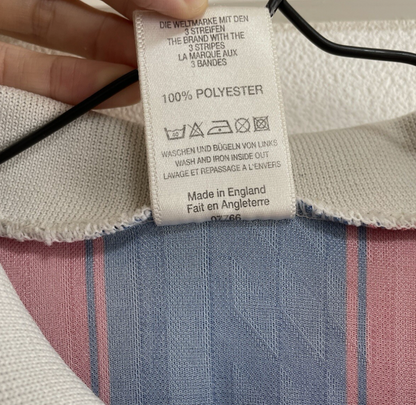 DIE WELTMARKE MIT DEN
3 STREIFEN
THE BRAND WITH THE
3 STRIPES
LA MARQUE AUX
3 BANDES
100% POLYESTER
WASCHEN UND BÜGELN VON LINKS
WASH AND IRON INSIDE OUT
LAVAGE ET REPASSAGE A L'ENVERS
Made in England
Fait en Angleterre